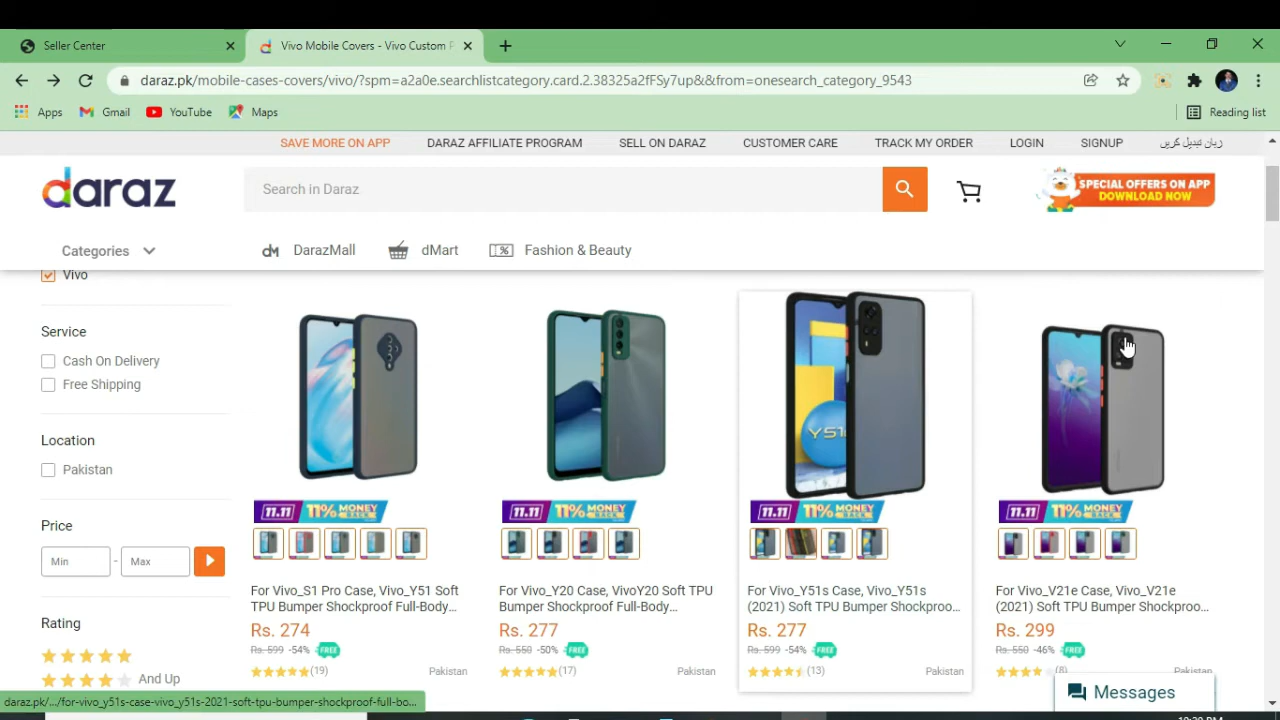 Seller Center
Vivo Mobile Covers - Vivo Custom P
daraz.pk/mobile-cases-covers/vivo/?spm=a2a0e.searchlistcategory.card.2.38325a2fFSy7up&&from=onesearch_category_9543
Apps Gmail YouTube Maps Reading list
SAVE MORE ON APP DARAZ AFFILIATE PROGRAM SELL ON DARAZ CUSTOMER CARE TRACK MY ORDER LOGIN SIGNUP زبان تبدیل کریں
daraz
Search in Daraz
SPECIAL OFFERS ON APP
DOWNLOAD NOW
Categories DarazMall dMart Fashion & Beauty
Vivo
Service
Cash On Delivery
Free Shipping
Location
Pakistan
Price
Min - Max
Rating
And Up
Y51s
11.11 11% MONEY BACK
11.11 11% MONEY BACK
11.11 11% MONEY BACK
11.11 11% MONEY BACK
For Vivo_S1 Pro Case, Vivo_Y51 Soft
TPU Bumper Shockproof Full-Body...
Rs. 274
Rs. 599 -54% FREE
(19) Pakistan
For Vivo_Y20 Case, VivoY20 Soft TPU
Bumper Shockproof Full-Body...
Rs. 277
Rs. 550 -50% FREE
(17) Pakistan
For Vivo_Y51s Case, Vivo_Y51s
(2021) Soft TPU Bumper Shockproo...
Rs. 277
Rs. 599 -54% FREE
(13) Pakistan
For Vivo_V21e Case, Vivo_V21e
(2021) Soft TPU Bumper Shockproo...
Rs. 299
Rs. 550 -46% FREE
(8) Pakistan
Messages
daraz.pk/.../for-vivo_y51s-case-vivo_y51s-2021-soft-tpu-bumper-shockproof-full-bo...